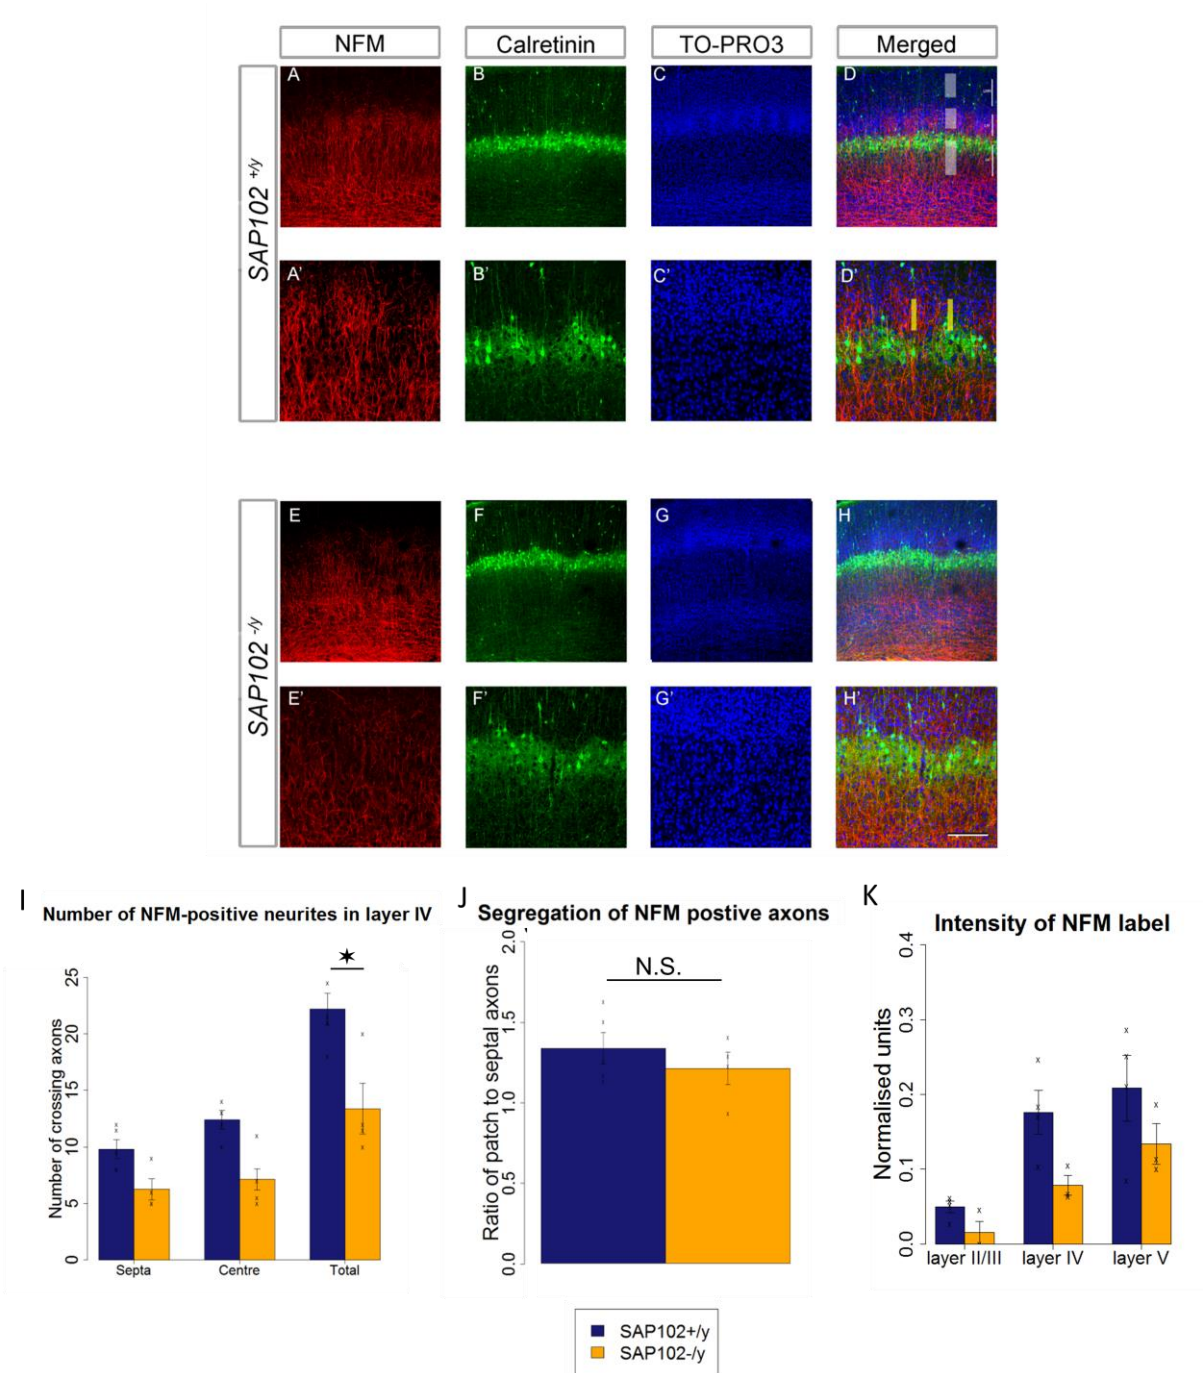 NFM Calretinin TO-PRO3 Merged
SAP102 +/y
A B C D
A' B' C' D'
SAP102 -/y
E F G H
E' F' G' H'
I
Number of NFM-positive neurites in layer IV
Number of crossing axons
25
20
15
10
5
0
Septa Centre Total
J
Segregation of NFM postive axons
N.S.
Ratio of patch to septal axons
2.0
1.5
1.0
0.5
0.0
K
Intensity of NFM label
Normalised units
0.4
0.3
0.2
0.1
0.0
layer II/III layer IV layer V
SAP102+/y
SAP102-/y